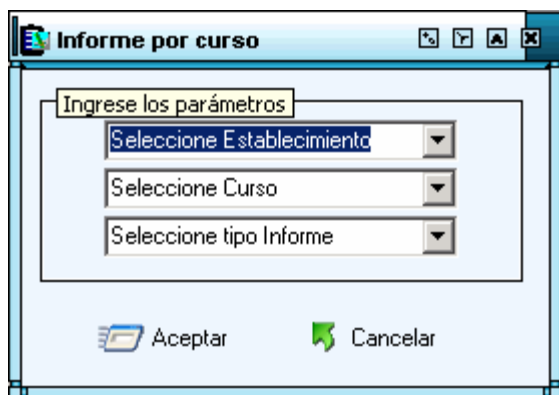 Informe por curso
Ingrese los parámetros
Seleccione Establecimiento
Seleccione Curso
Seleccione tipo Informe
Aceptar
Cancelar